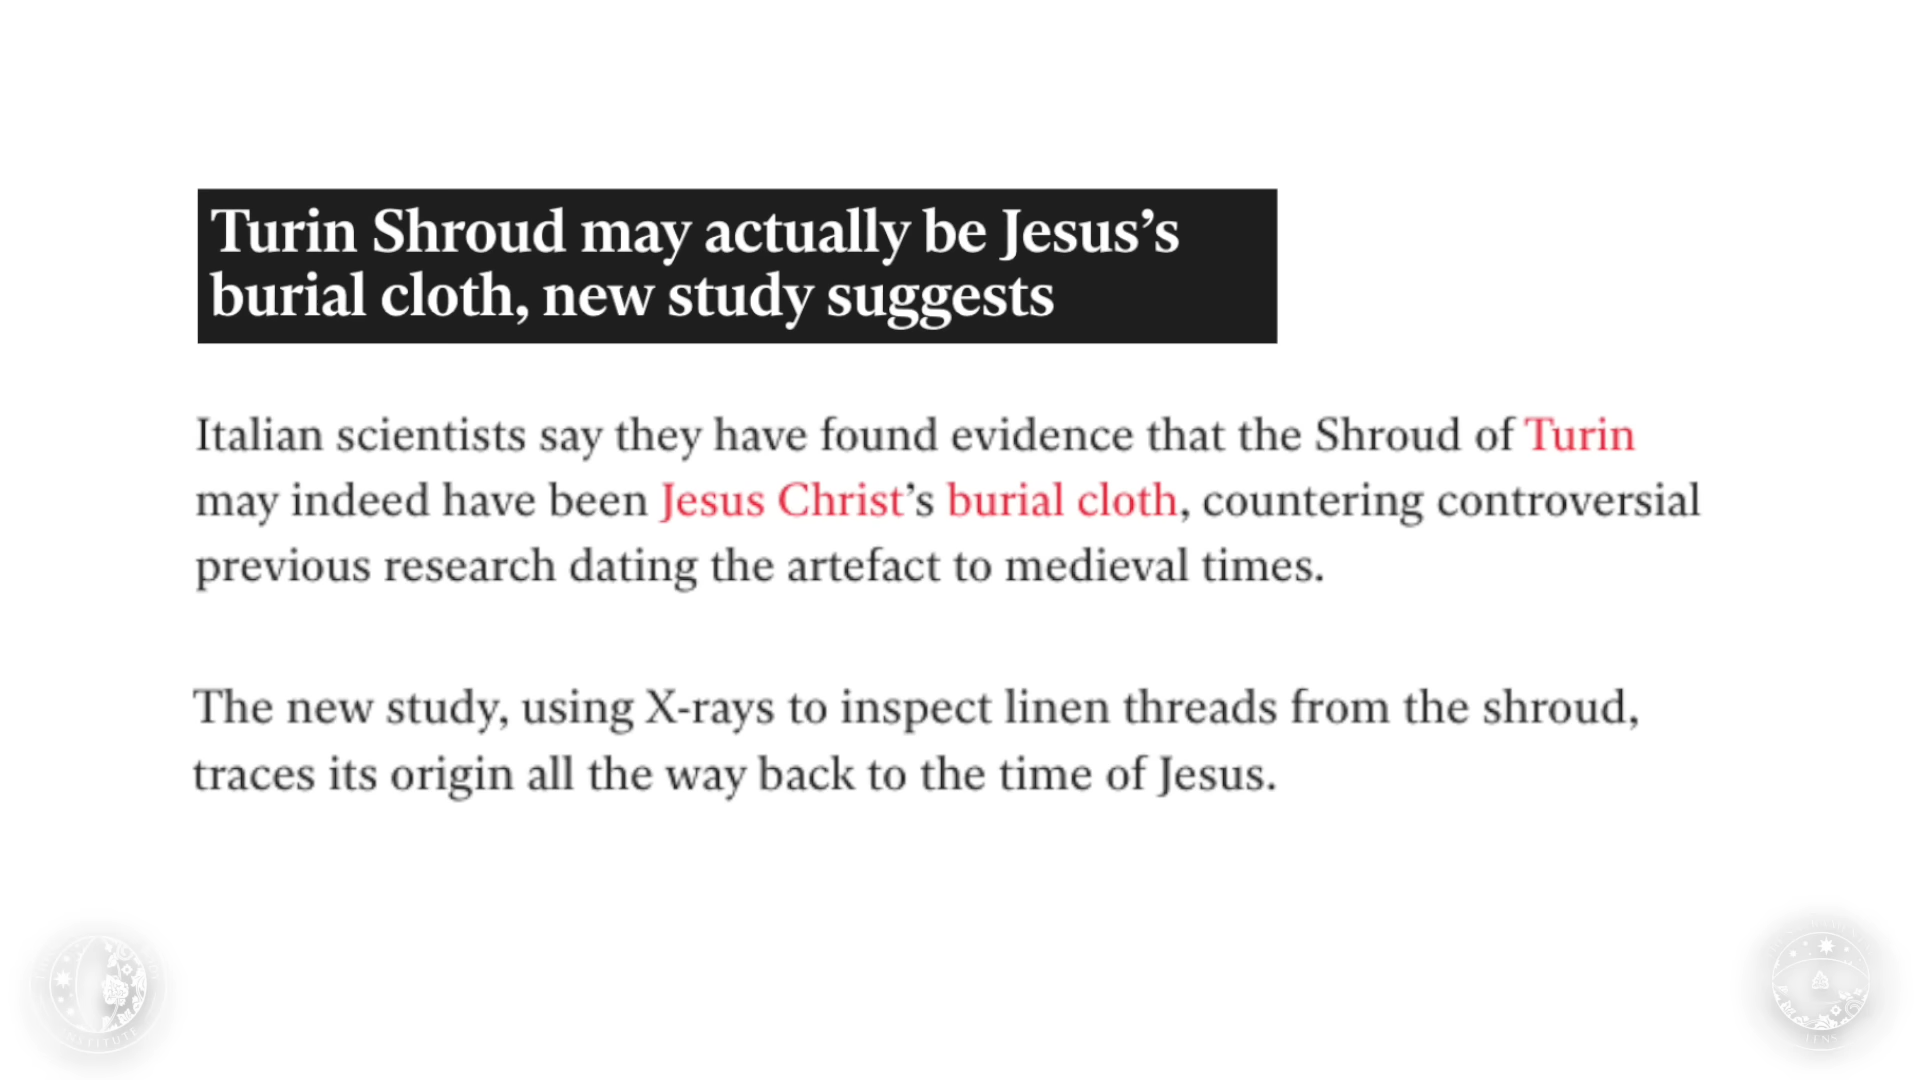 Turin Shroud may actually be Jesus’s
burial cloth, new study suggests
Italian scientists say they have found evidence that the Shroud of Turin
may indeed have been Jesus Christ’s burial cloth, countering controversial
previous research dating the artefact to medieval times.
The new study, using X-rays to inspect linen threads from the shroud,
traces its origin all the way back to the time of Jesus.
INSTITUTE
LENS